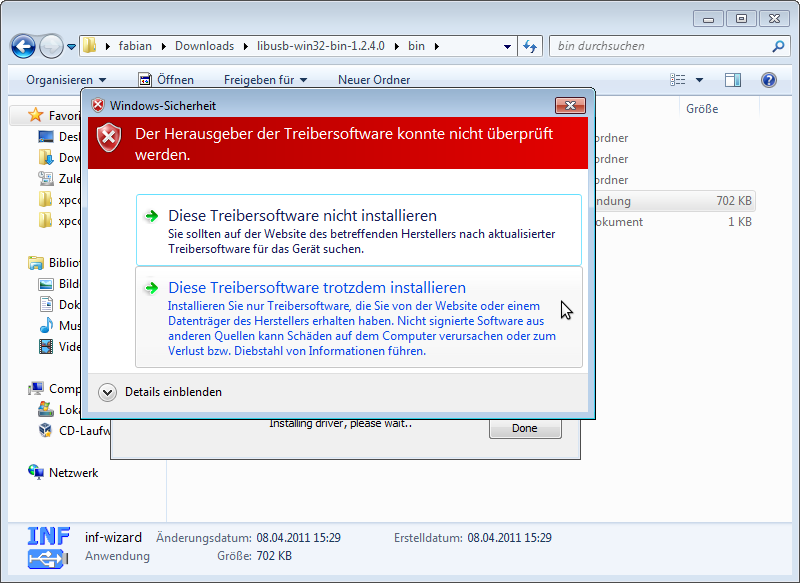 fabian Downloads libusb-win32-bin-1.2.4.0 bin
bin durchsuchen
Organisieren Öffnen Freigeben für Neuer Ordner
Größe
Favori
Desk
Dow
Zule
xpcc
xpcc
Biblio
Bild
Dok
Mus
Vide
Comp
Loka
CD-Laufw
Netzwerk
ordner
ordner
ordner
ndung 702 KB
okument 1 KB
Windows-Sicherheit
Der Herausgeber der Treibersoftware konnte nicht überprüft
werden.
Diese Treibersoftware nicht installieren
Sie sollten auf der Website des betreffenden Herstellers nach aktualisierter
Treibersoftware für das Gerät suchen.
Diese Treibersoftware trotzdem installieren
Installieren Sie nur Treibersoftware, die Sie von der Website oder einem
Datenträger des Herstellers erhalten haben. Nicht signierte Software aus
anderen Quellen kann Schäden auf dem Computer verursachen oder zum
Verlust bzw. Diebstahl von Informationen führen.
Details einblenden
Installing driver, please wait..
Done
INF
inf-wizard Änderungsdatum: 08.04.2011 15:29 Erstelldatum: 08.04.2011 15:29
Anwendung Größe: 702 KB